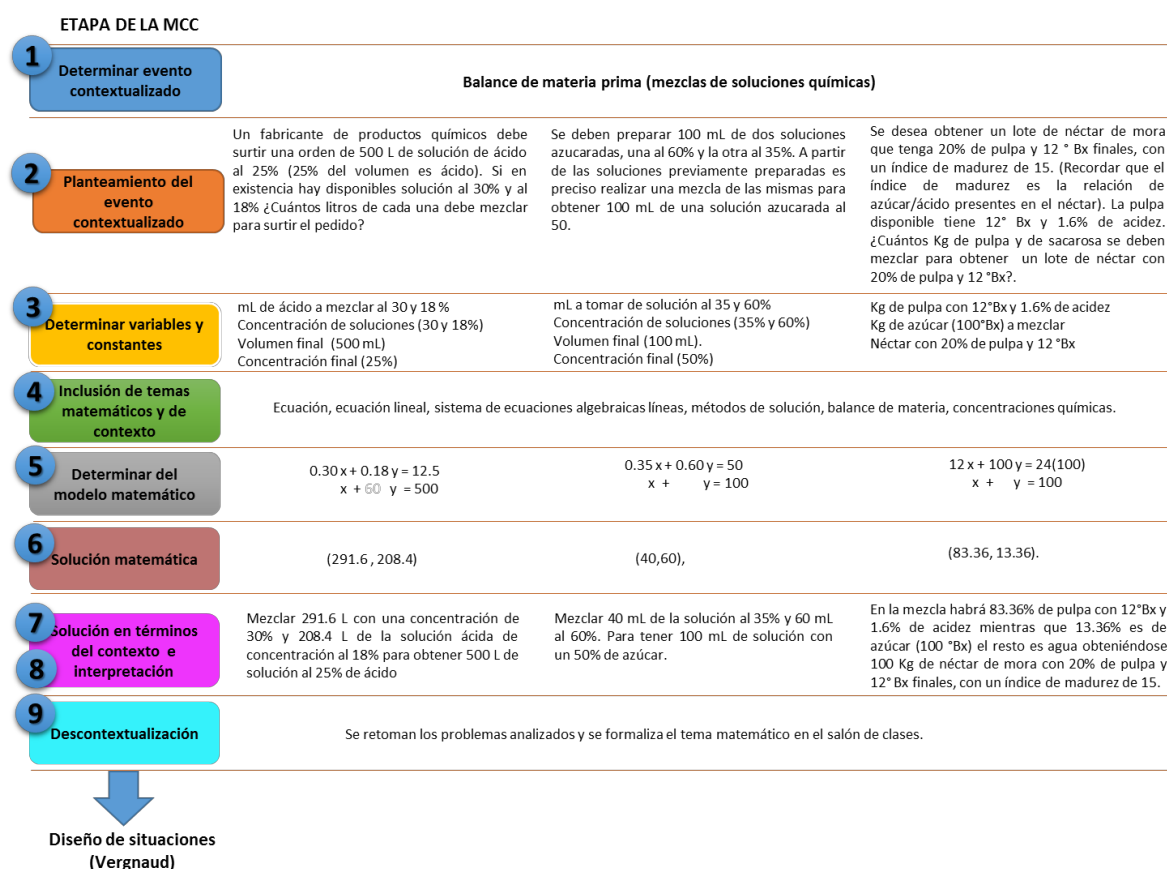 ETAPA DE LA MCC
1
Determinar evento
contextualizado
Balance de materia prima (mezclas de soluciones químicas)
2
Planteamiento del
evento
contextualizado
Un fabricante de productos químicos debe
surtir una orden de 500 L de solución de ácido
al 25% (25% del volumen es ácido). Si en
existencia hay disponibles solución al 30% y al
18% ¿Cuántos litros de cada una debe mezclar
para surtir el pedido?
Se deben preparar 100 mL de dos soluciones
azucaradas, una al 60% y la otra al 35%. A partir
de las soluciones previamente preparadas es
preciso realizar una mezcla de las mismas para
obtener 100 mL de una solución azucarada al
50.
Se desea obtener un lote de néctar de mora
que tenga 20% de pulpa y 12 ° Bx finales, con
un índice de madurez de 15. (Recordar que el
índice de madurez es la relación de
azúcar/ácido presentes en el néctar). La pulpa
disponible tiene 12° Bx y 1.6% de acidez.
¿Cuántos Kg de pulpa y de sacarosa se deben
mezclar para obtener un lote de néctar con
20% de pulpa y 12 °Bx?.
3
Determinar variables y
constantes
mL de ácido a mezclar al 30 y 18 %
Concentración de soluciones (30 y 18%)
Volumen final (500 mL)
Concentración final (25%)
mL a tomar de solución al 35 y 60%
Concentración de soluciones (35% y 60%)
Volumen final (100 mL).
Concentración final (50%)
Kg de pulpa con 12°Bx y 1.6% de acidez
Kg de azúcar (100°Bx) a mezclar
Néctar con 20% de pulpa y 12 °Bx
4
Inclusión de temas
matemáticos y de
contexto
Ecuación, ecuación lineal, sistema de ecuaciones algebraicas líneas, métodos de solución, balance de materia, concentraciones químicas.
5
Determinar del
modelo matemático
0.30 x + 0.18 y = 12.5
x + 60 y = 500
0.35 x + 0.60 y = 50
x + y = 100
12 x + 100 y = 24(100)
x + y = 100
6
Solución matemática
(291.6 , 208.4)
(40,60),
(83.36, 13.36).
7
8
Solución en términos
del contexto e
interpretación
Mezclar 291.6 L con una concentración de
30% y 208.4 L de la solución ácida de
concentración al 18% para obtener 500 L de
solución al 25% de ácido
Mezclar 40 mL de la solución al 35% y 60 mL
al 60%. Para tener 100 mL de solución con
un 50% de azúcar.
En la mezcla habrá 83.36% de pulpa con 12°Bx y
1.6% de acidez mientras que 13.36% es de
azúcar (100 °Bx) el resto es agua obteniéndose
100 Kg de néctar de mora con 20% de pulpa y
12° Bx finales, con un índice de madurez de 15.
9
Descontextualización
Se retoman los problemas analizados y se formaliza el tema matemático en el salón de clases.
Diseño de situaciones
(Vergnaud)